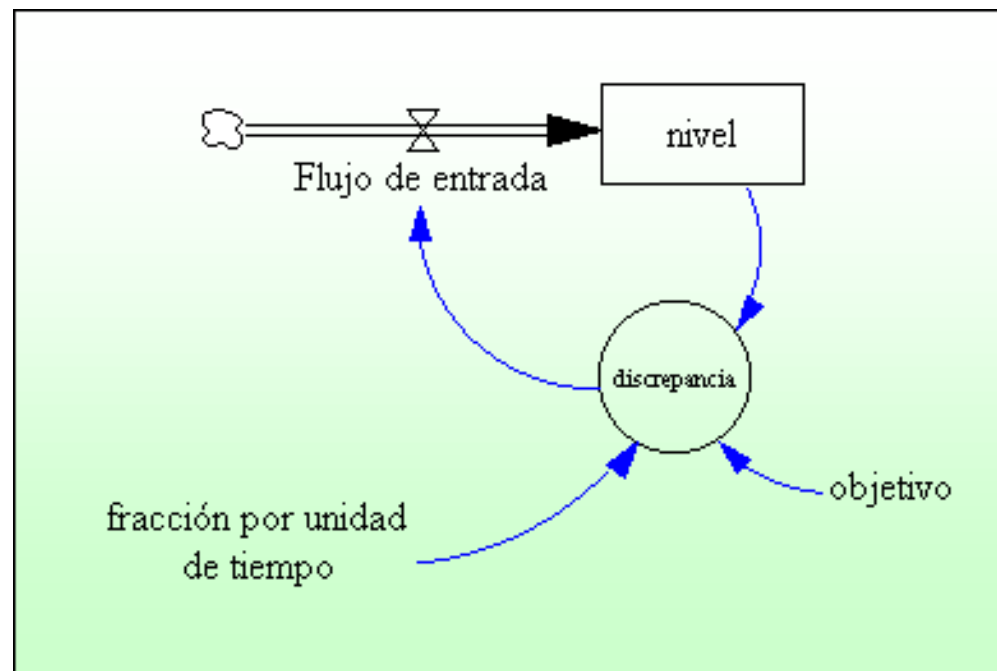 nivel
Flujo de entrada
discrepancia
objetivo
fracción por unidad
de tiempo